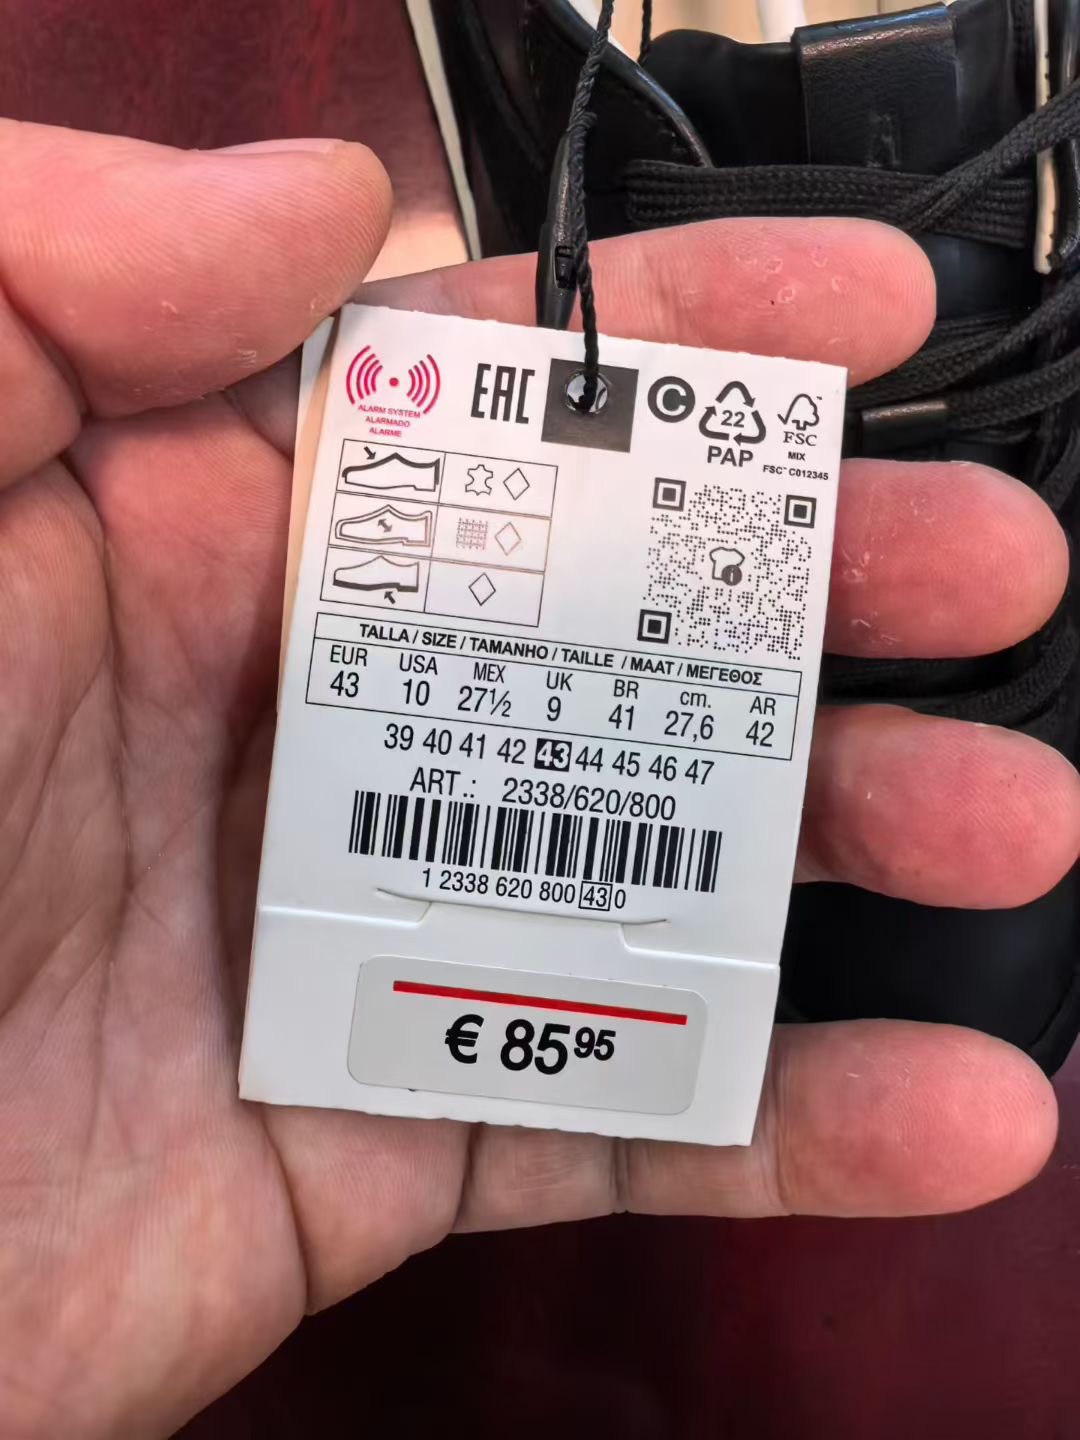 ALARM SYSTEM
ALARMADO
ALARME
EAC
C
22
PAP
FSC™
MIX
FSC™ C012345
TALLA / SIZE / TAMANHO / TAILLE / MAAT / ΜΕΓΕΘΟΣ
EUR USA MEX UK BR cm. AR
43 10 27½ 9 41 27,6 42
39 40 41 42 43 44 45 46 47
ART.: 2338/620/800
1 2338 620 800 43 0
€ 85 95